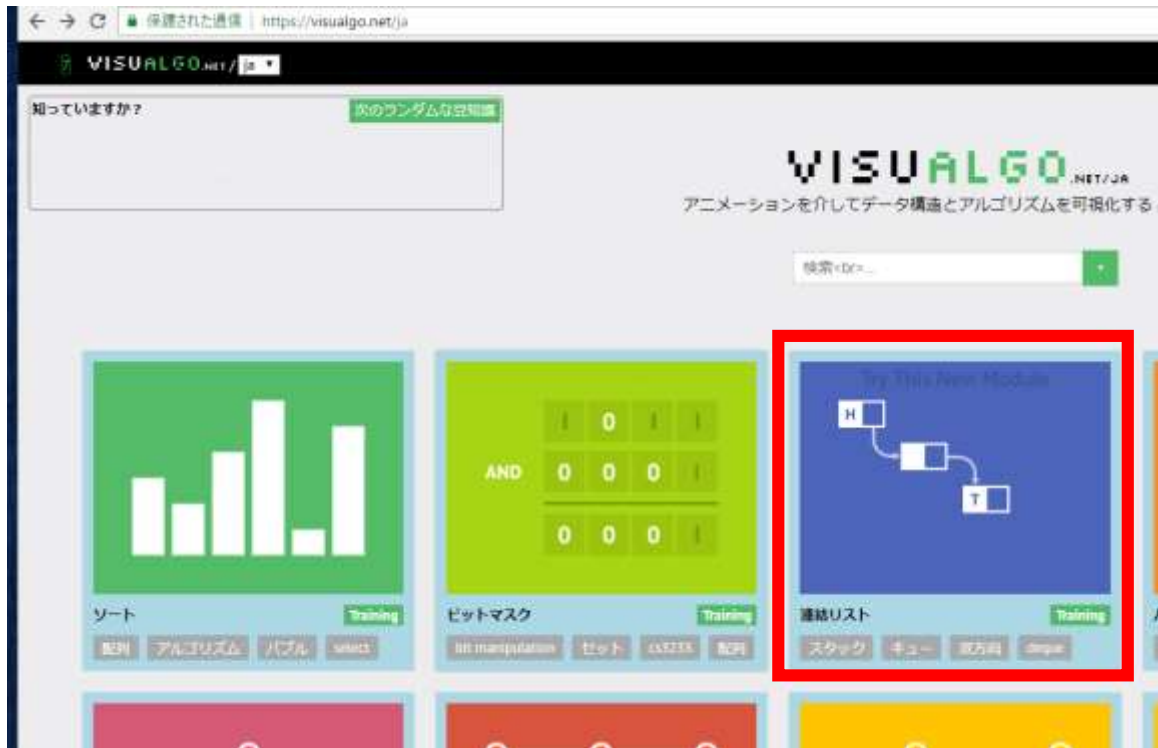 保護された通信 | https://visualgo.net/ja
VISUALGO.NET/ ja
知っていますか？ 次のランダムな豆知識
VISUALGO.NET/JA
アニメーションを介してデータ構造とアルゴリズムを可視化する
検索<br>...
Try This New Module
H
T
1 0 1 1
AND 0 0 0 1
0 0 0 1
ソート Training
配列 アルゴリズム バブル select
ビットマスク Training
bit manipulation セット cs3233 配列
連結リスト Training
スタック キュー 双方向 deque